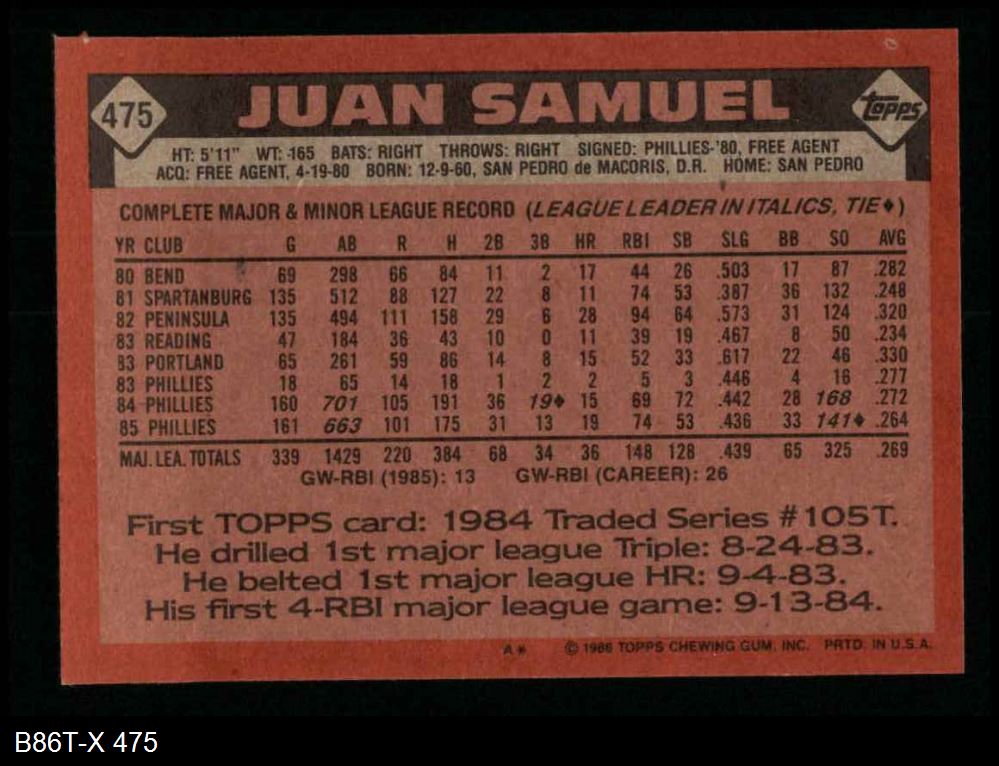 475 JUAN SAMUEL topps
HT: 5'11" WT: 165 BATS: RIGHT THROWS: RIGHT SIGNED: PHILLIES-'80, FREE AGENT
ACQ: FREE AGENT, 4-19-80 BORN: 12-9-60, SAN PEDRO de MACORIS, D.R. HOME: SAN PEDRO
COMPLETE MAJOR & MINOR LEAGUE RECORD (LEAGUE LEADER IN ITALICS, TIE♦)
YR CLUB G AB R H 2B 3B HR RBI SB SLG BB SO AVG
80 BEND 69 298 66 84 11 2 17 44 26 .503 17 87 .282
81 SPARTANBURG 135 512 88 127 22 8 11 74 53 .387 36 132 .248
82 PENINSULA 135 494 111 158 29 6 28 94 64 .573 31 124 .320
83 READING 47 184 36 43 10 0 11 39 19 .467 8 50 .234
83 PORTLAND 65 261 59 86 14 8 15 52 33 .617 22 46 .330
83 PHILLIES 18 65 14 18 1 2 2 5 3 .446 4 16 .277
84 PHILLIES 160 701 105 191 36 19♦ 15 69 72 .442 28 168 .272
85 PHILLIES 161 663 101 175 31 13 19 74 53 .436 33 141♦ .264
MAJ. LEA. TOTALS 339 1429 220 384 68 34 36 148 128 .439 65 325 .269
GW-RBI (1985): 13 GW-RBI (CAREER): 26
First TOPPS card: 1984 Traded Series #105T.
He drilled 1st major league Triple: 8-24-83.
He belted 1st major league HR: 9-4-83.
His first 4-RBI major league game: 9-13-84.
A* © 1986 TOPPS CHEWING GUM, INC. PRTD. IN U.S.A.
B86T-X 475